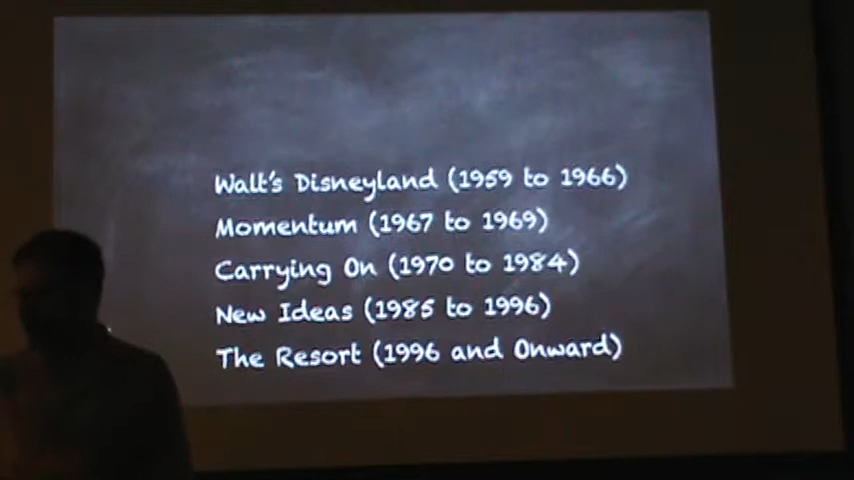 Walt's Disneyland (1959 to 1966)
Momentum (1967 to 1969)
Carrying On (1970 to 1984)
New Ideas (1985 to 1996)
The Resort (1996 and Onward)